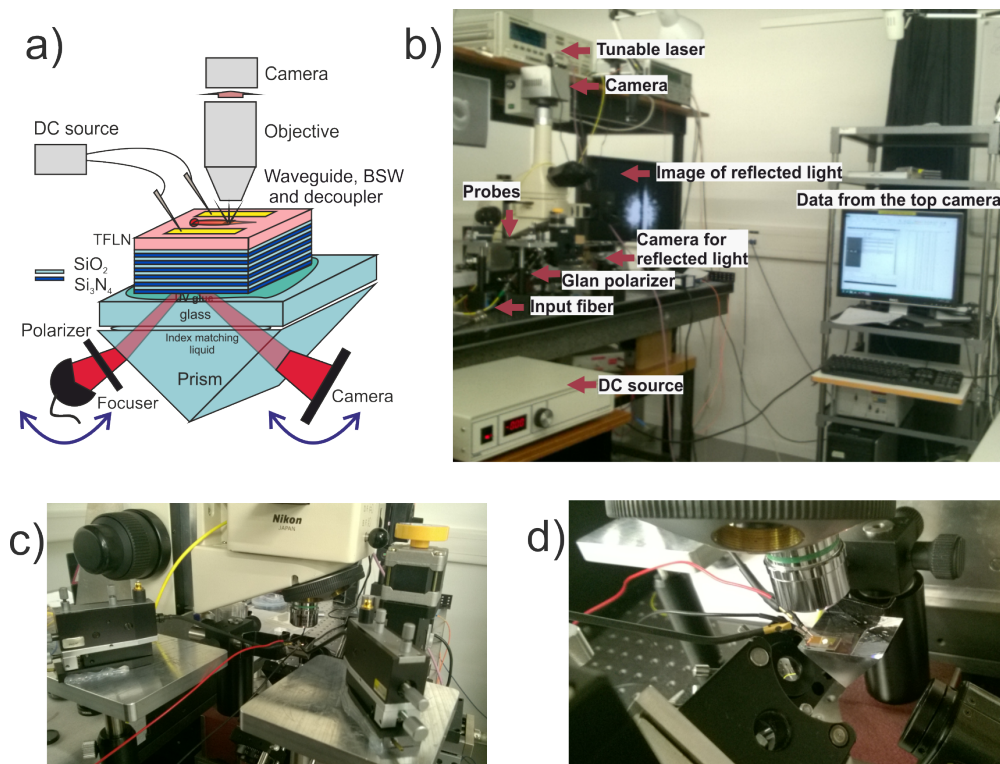 a)
Camera
Objective
DC source
Waveguide, BSW
and decoupler
TFLN
SiO₂
Si₃N₄
UV glue
glass
Index matching
liquid
Polarizer
Prism
Focuser
Camera
b)
Tunable laser
Camera
Image of reflected light
Probes
Data from the top camera
Camera for
reflected light
Glan polarizer
Input fiber
DC source
c)
Nikon
JAPAN
d)